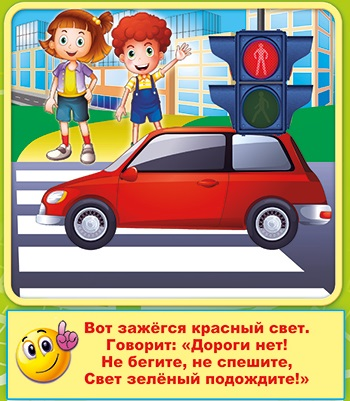 Вот зажёгся красный свет.
Говорит: «Дороги нет!
Не бегите, не спешите,
Свет зелёный подождите!»